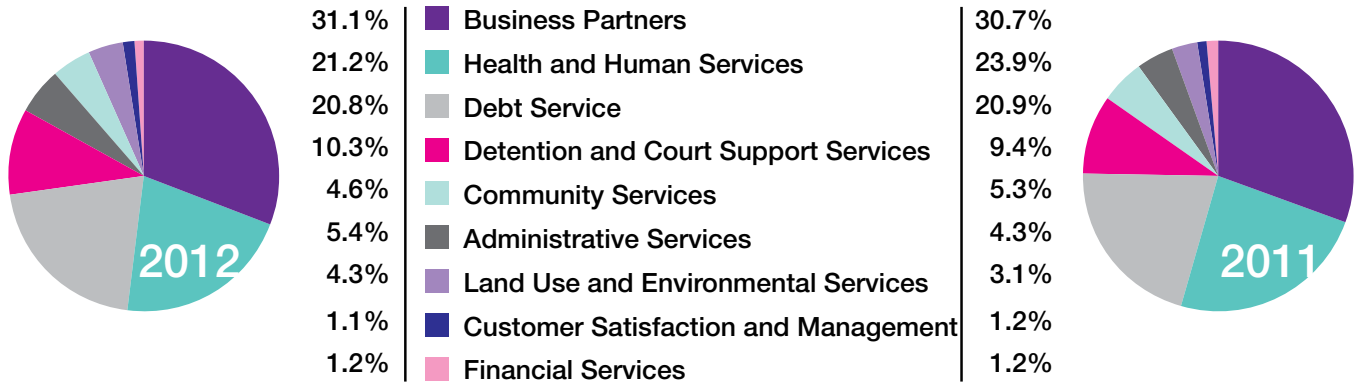 31.1% Business Partners 30.7%
21.2% Health and Human Services 23.9%
20.8% Debt Service 20.9%
10.3% Detention and Court Support Services 9.4%
4.6% Community Services 5.3%
5.4% Administrative Services 4.3%
4.3% Land Use and Environmental Services 3.1%
1.1% Customer Satisfaction and Management 1.2%
1.2% Financial Services 1.2%
2012
2011